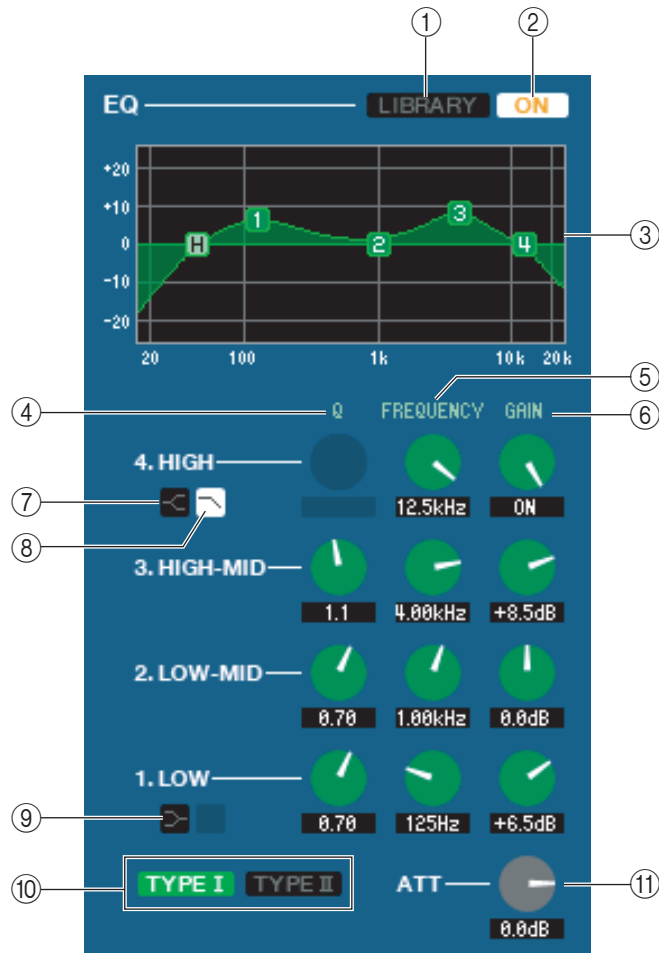 ① ②
EQ LIBRARY ON
+20
+10
0
-10
-20
H 1 2 3 4
③
20 100 1k 10k 20k
⑤
④ Q FREQUENCY GAIN ⑥
4. HIGH
12.5kHz ON
⑦
⑧
3. HIGH-MID
1.1 4.00kHz +8.5dB
2. LOW-MID
0.70 1.00kHz 0.0dB
1. LOW
⑨
0.70 125Hz +6.5dB
⑩ TYPE I TYPE II ATT ⑪
0.0dB